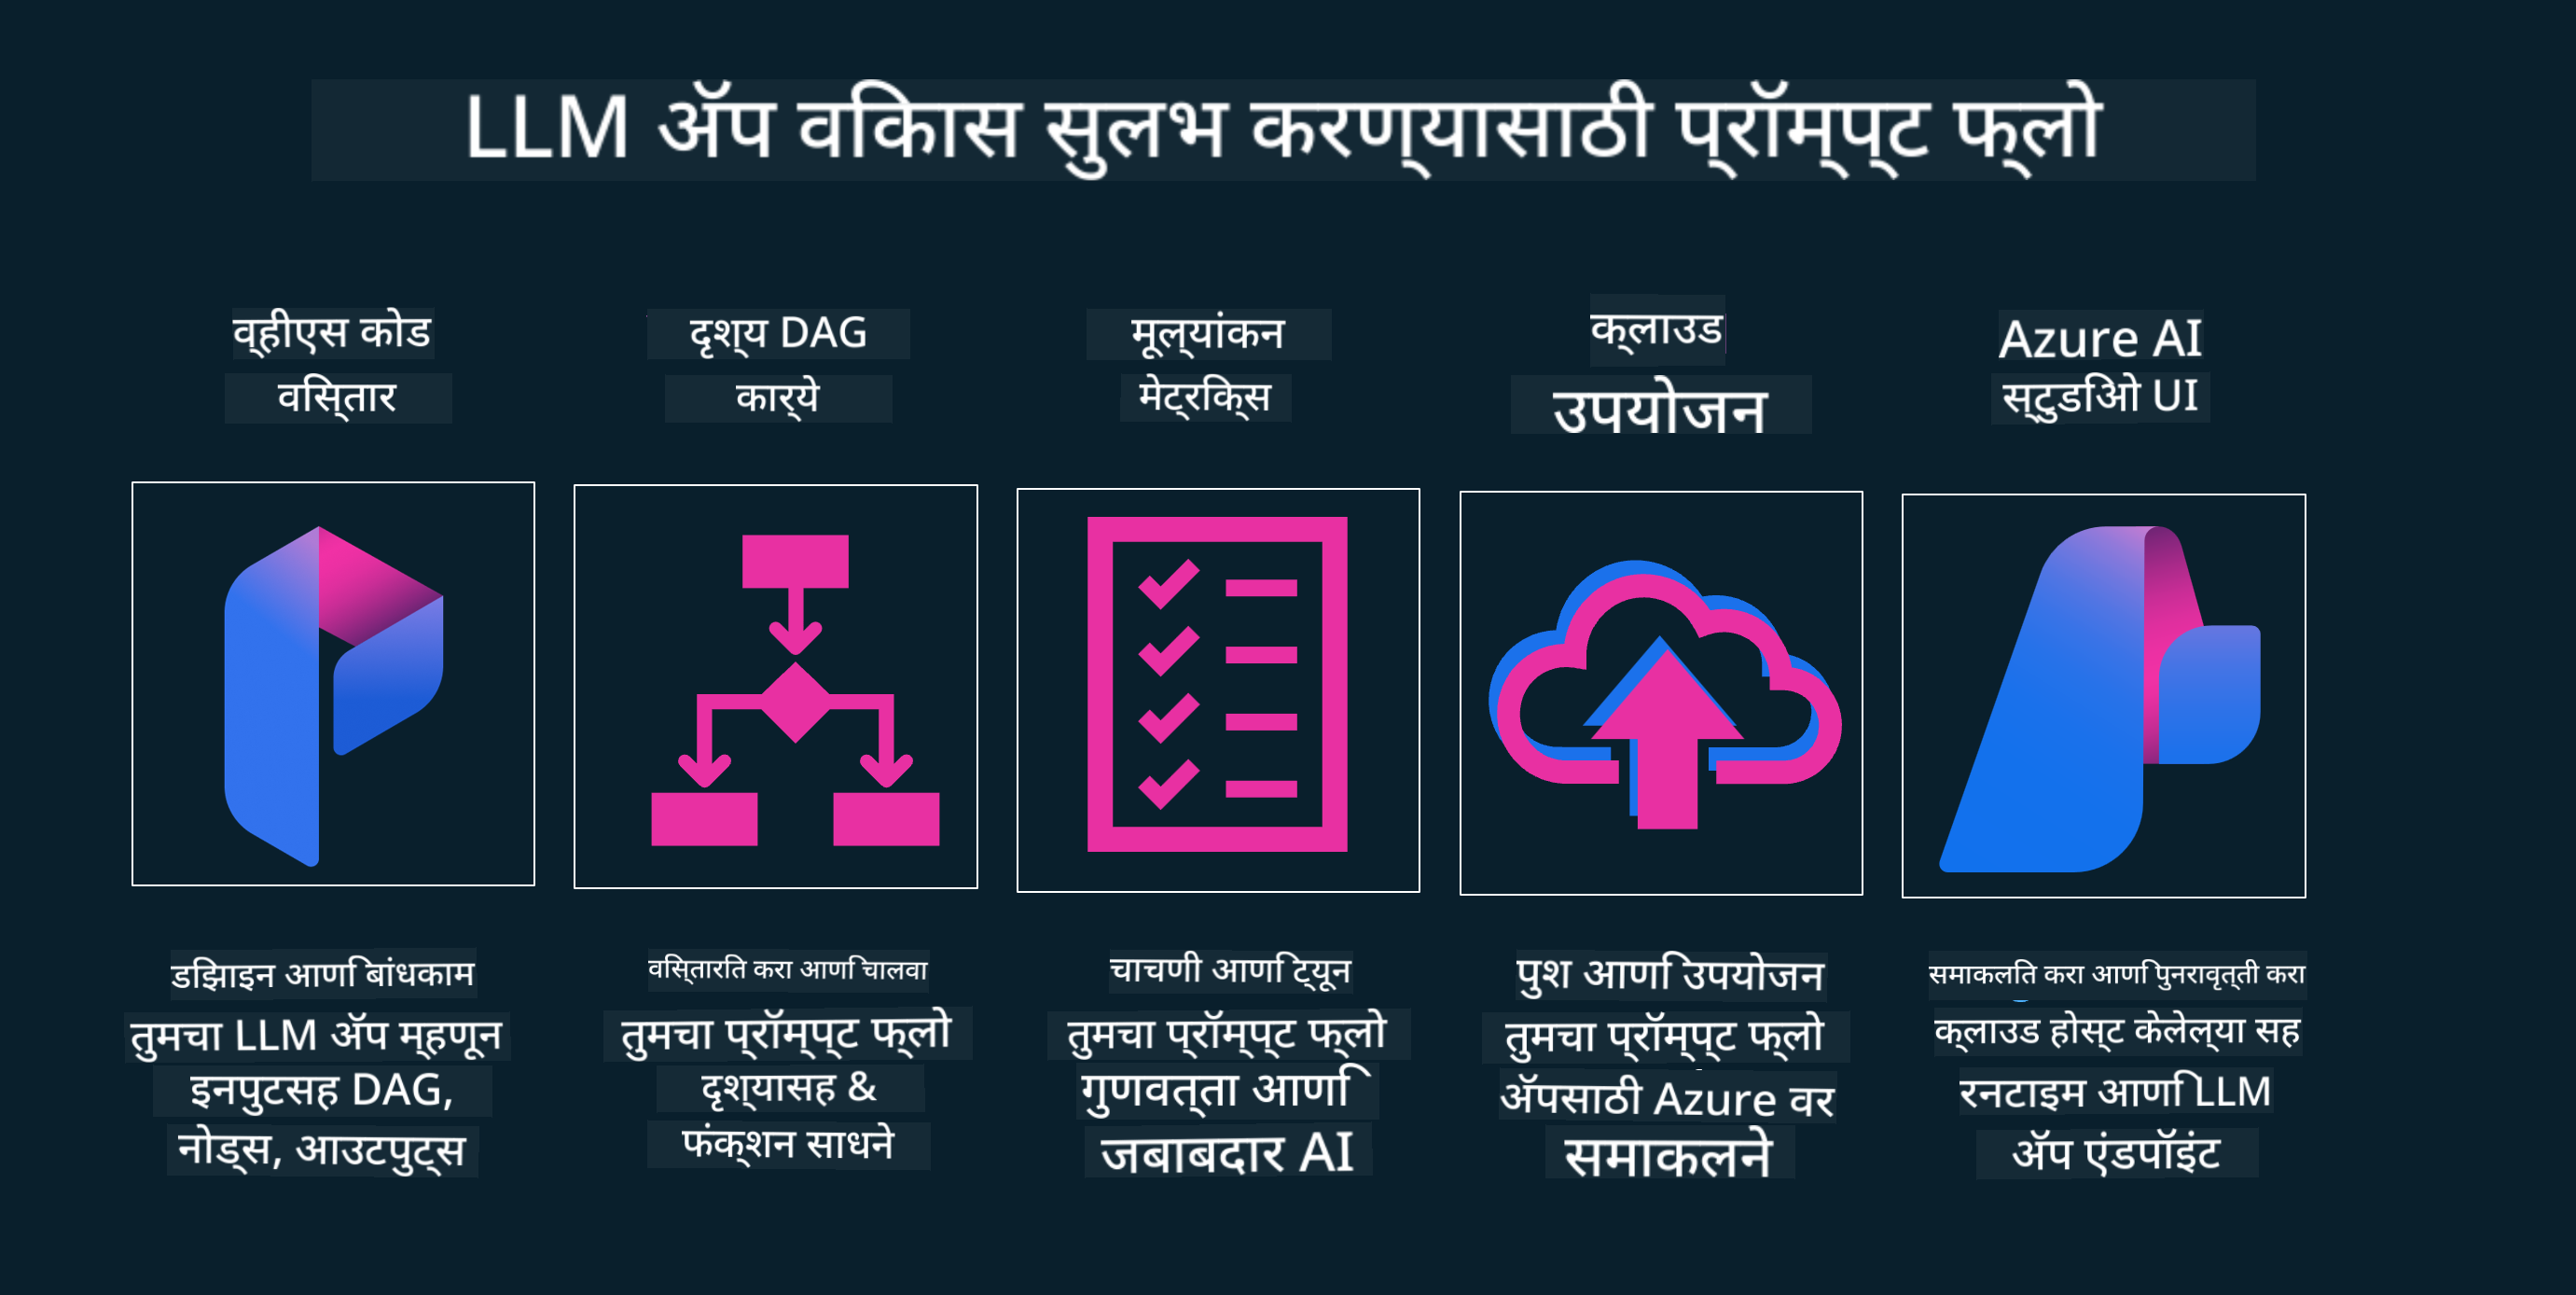 LLM ॲप विकास सुलभ करण्यासाठी प्रॉम्प्ट फ्लो
व्हीएस कोड
विस्तार
दृश्य DAG
कार्ये
मूल्यांकन
मेट्रिक्स
क्लाउड
उपयोजन
Azure AI
स्टुडिओ UI
डिझाइन आणि बांधकाम
तुमचा LLM ॲप म्हणून
इनपुटसह DAG,
नोड्स, आउटपुट्स
विस्तारित करा आणि चालवा
तुमचा प्रॉम्प्ट फ्लो
दृश्यासह &
फंक्शन साधने
चाचणी आणि ट्यून
तुमचा प्रॉम्प्ट फ्लो
गुणवत्ता आणि
जबाबदार AI
पुश आणि उपयोजन
तुमचा प्रॉम्प्ट फ्लो
ॲपसाठी Azure वर
समाकलने
समाकलित करा आणि पुनरावृत्ती करा
क्लाउड होस्ट केलेल्या सह
रनटाइम आणि LLM
ॲप एंडपॉइंट